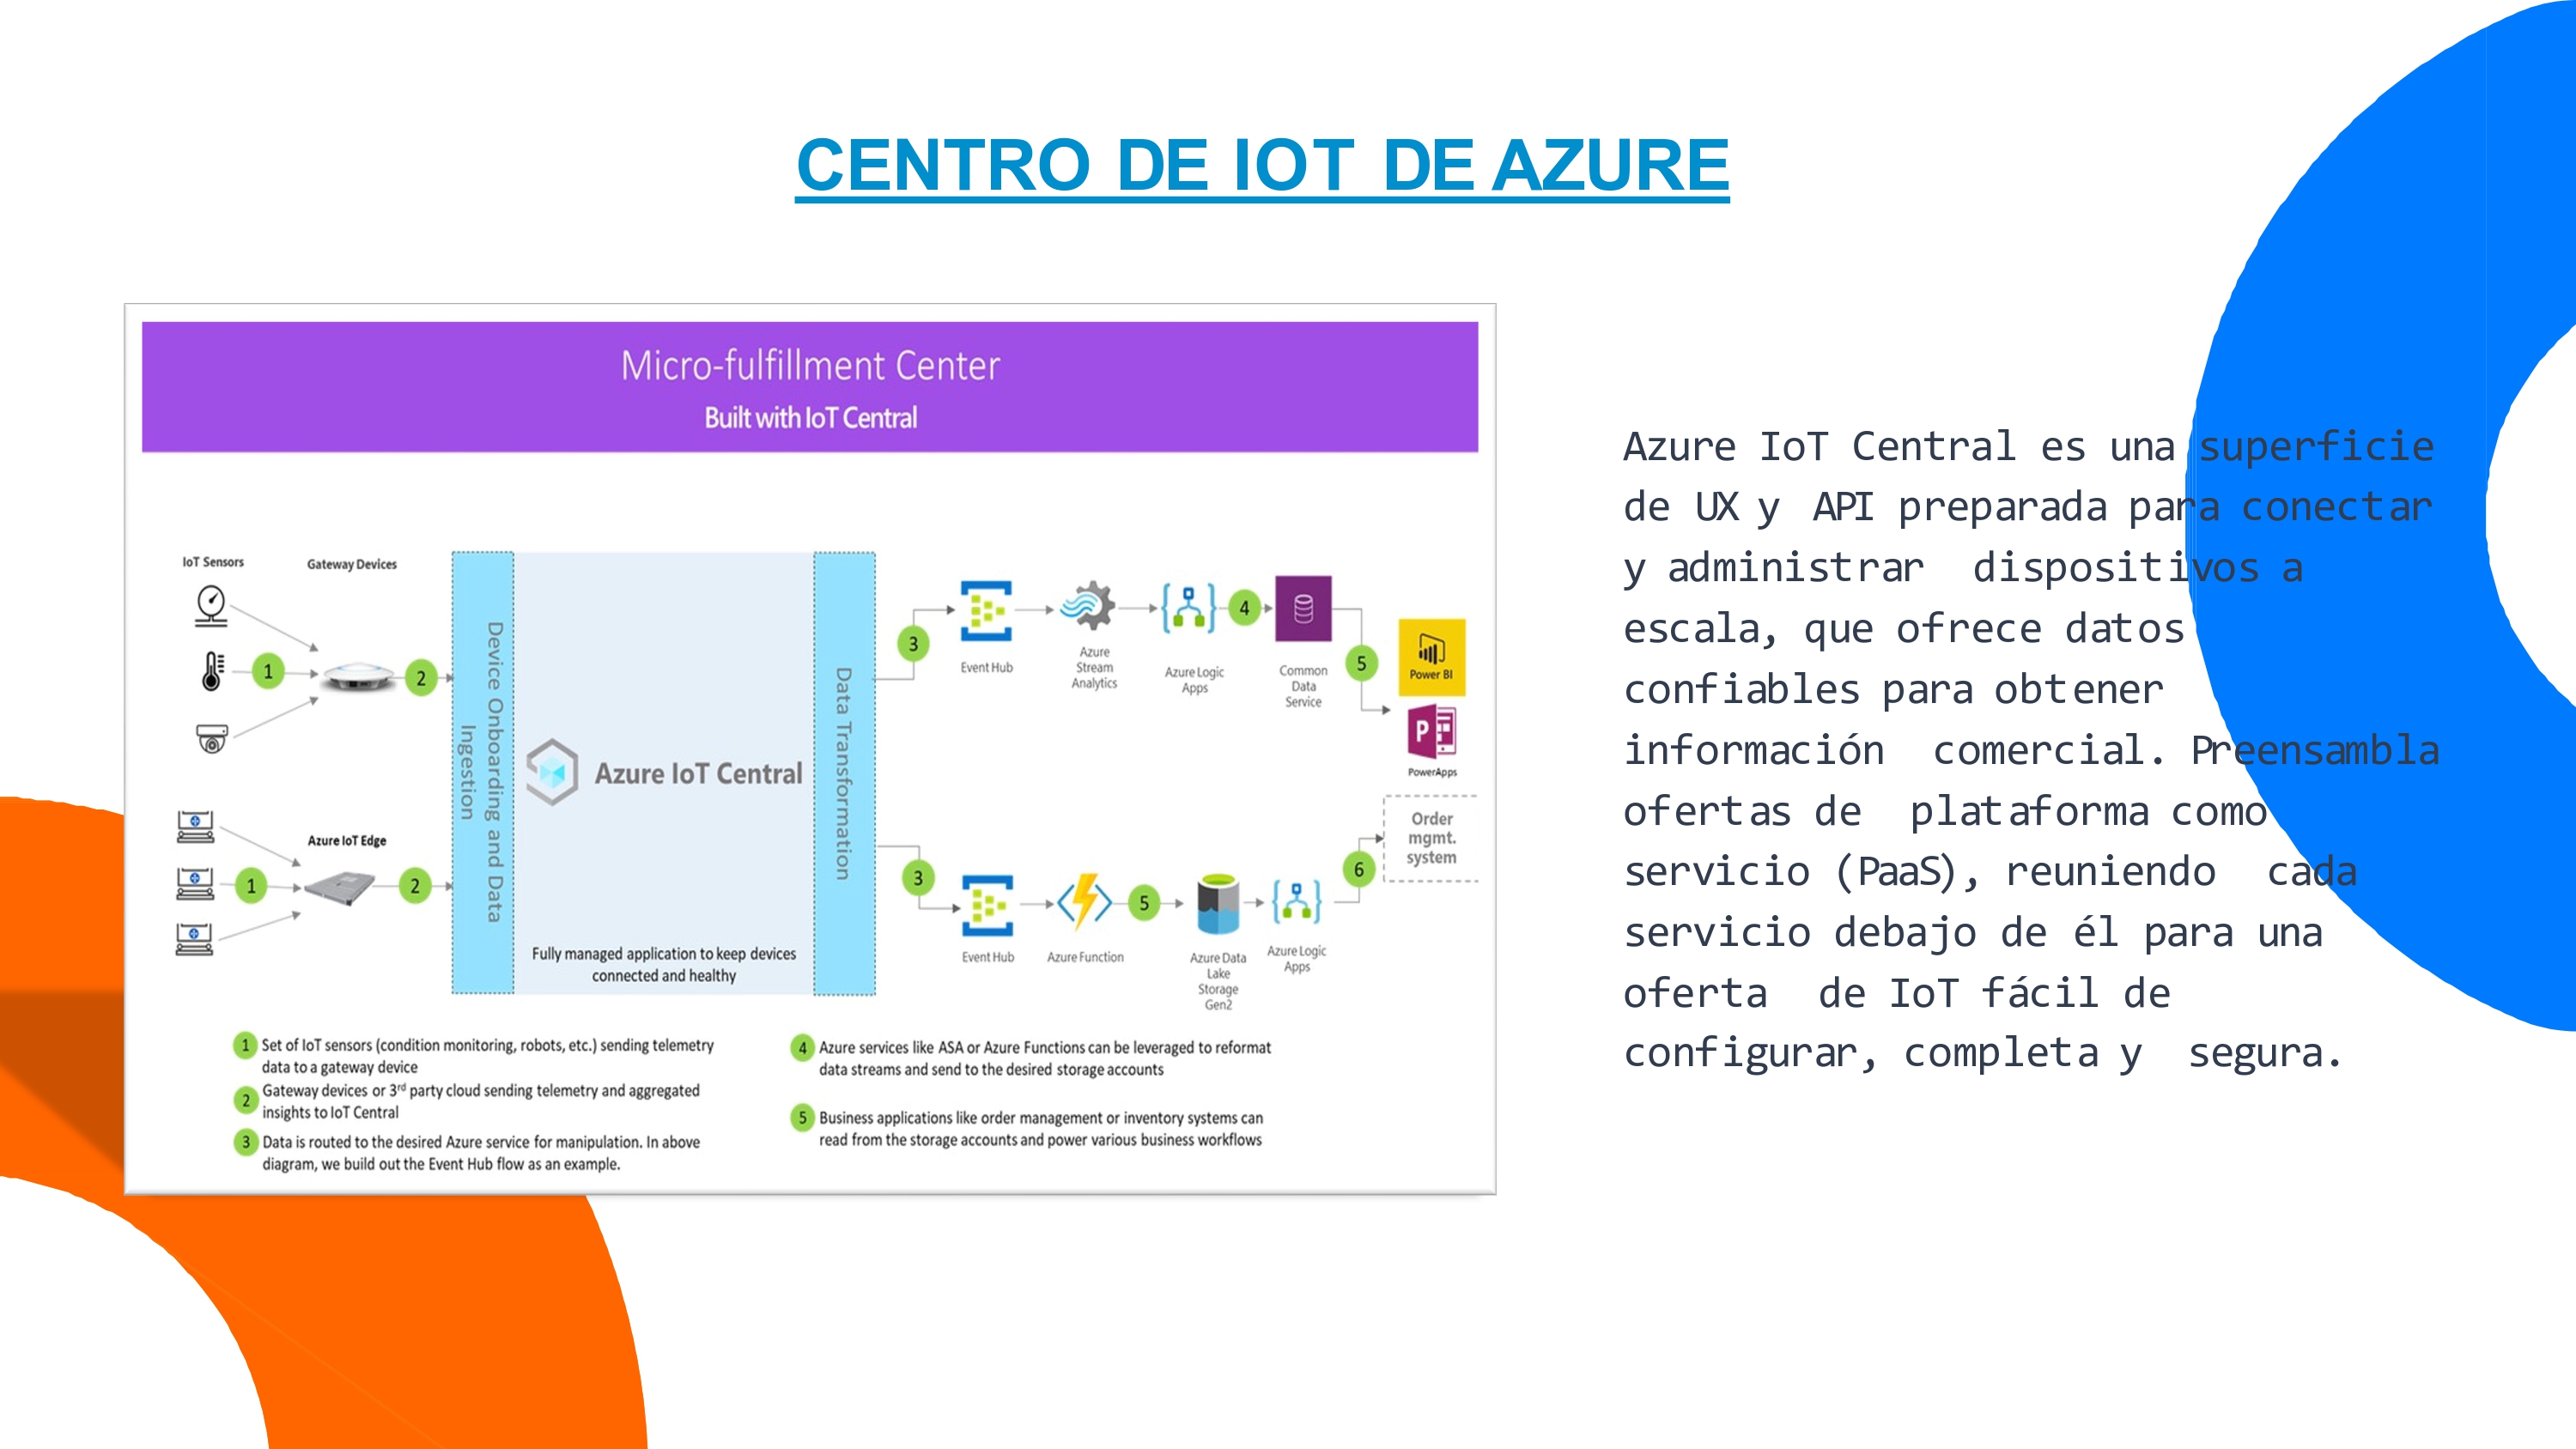 CENTRO DE IOT DE AZURE
Micro-fulfillment Center
Built with IoT Central
IoT Sensors
Gateway Devices
1
2
Azure IoT Edge
1
2
Device Onboarding and Data
Ingestion
Azure IoT Central
Fully managed application to keep devices
connected and healthy
Data Transformation
3
Event Hub
Azure
Stream
Analytics
Azure Logic
Apps
4
Common
Data
Service
5
Power BI
P
PowerApps
3
Event Hub
Azure Function
5
Azure Data
Lake
Storage
Gen2
Azure Logic
Apps
6
Order
mgmt.
system
1 Set of IoT sensors (condition monitoring, robots, etc.) sending telemetry
data to a gateway device
2 Gateway devices or 3rd party cloud sending telemetry and aggregated
insights to IoT Central
3 Data is routed to the desired Azure service for manipulation. In above
diagram, we build out the Event Hub flow as an example.
4 Azure services like ASA or Azure Functions can be leveraged to reformat
data streams and send to the desired storage accounts
5 Business applications like order management or inventory systems can
read from the storage accounts and power various business workflows
Azure IoT Central es una superficie
de UX y API preparada para conectar
y administrar dispositivos a
escala, que ofrece datos
confiables para obtener
información comercial. Preensambla
ofertas de plataforma como
servicio (PaaS), reuniendo cada
servicio debajo de él para una
oferta de IoT fácil de
configurar, completa y segura.